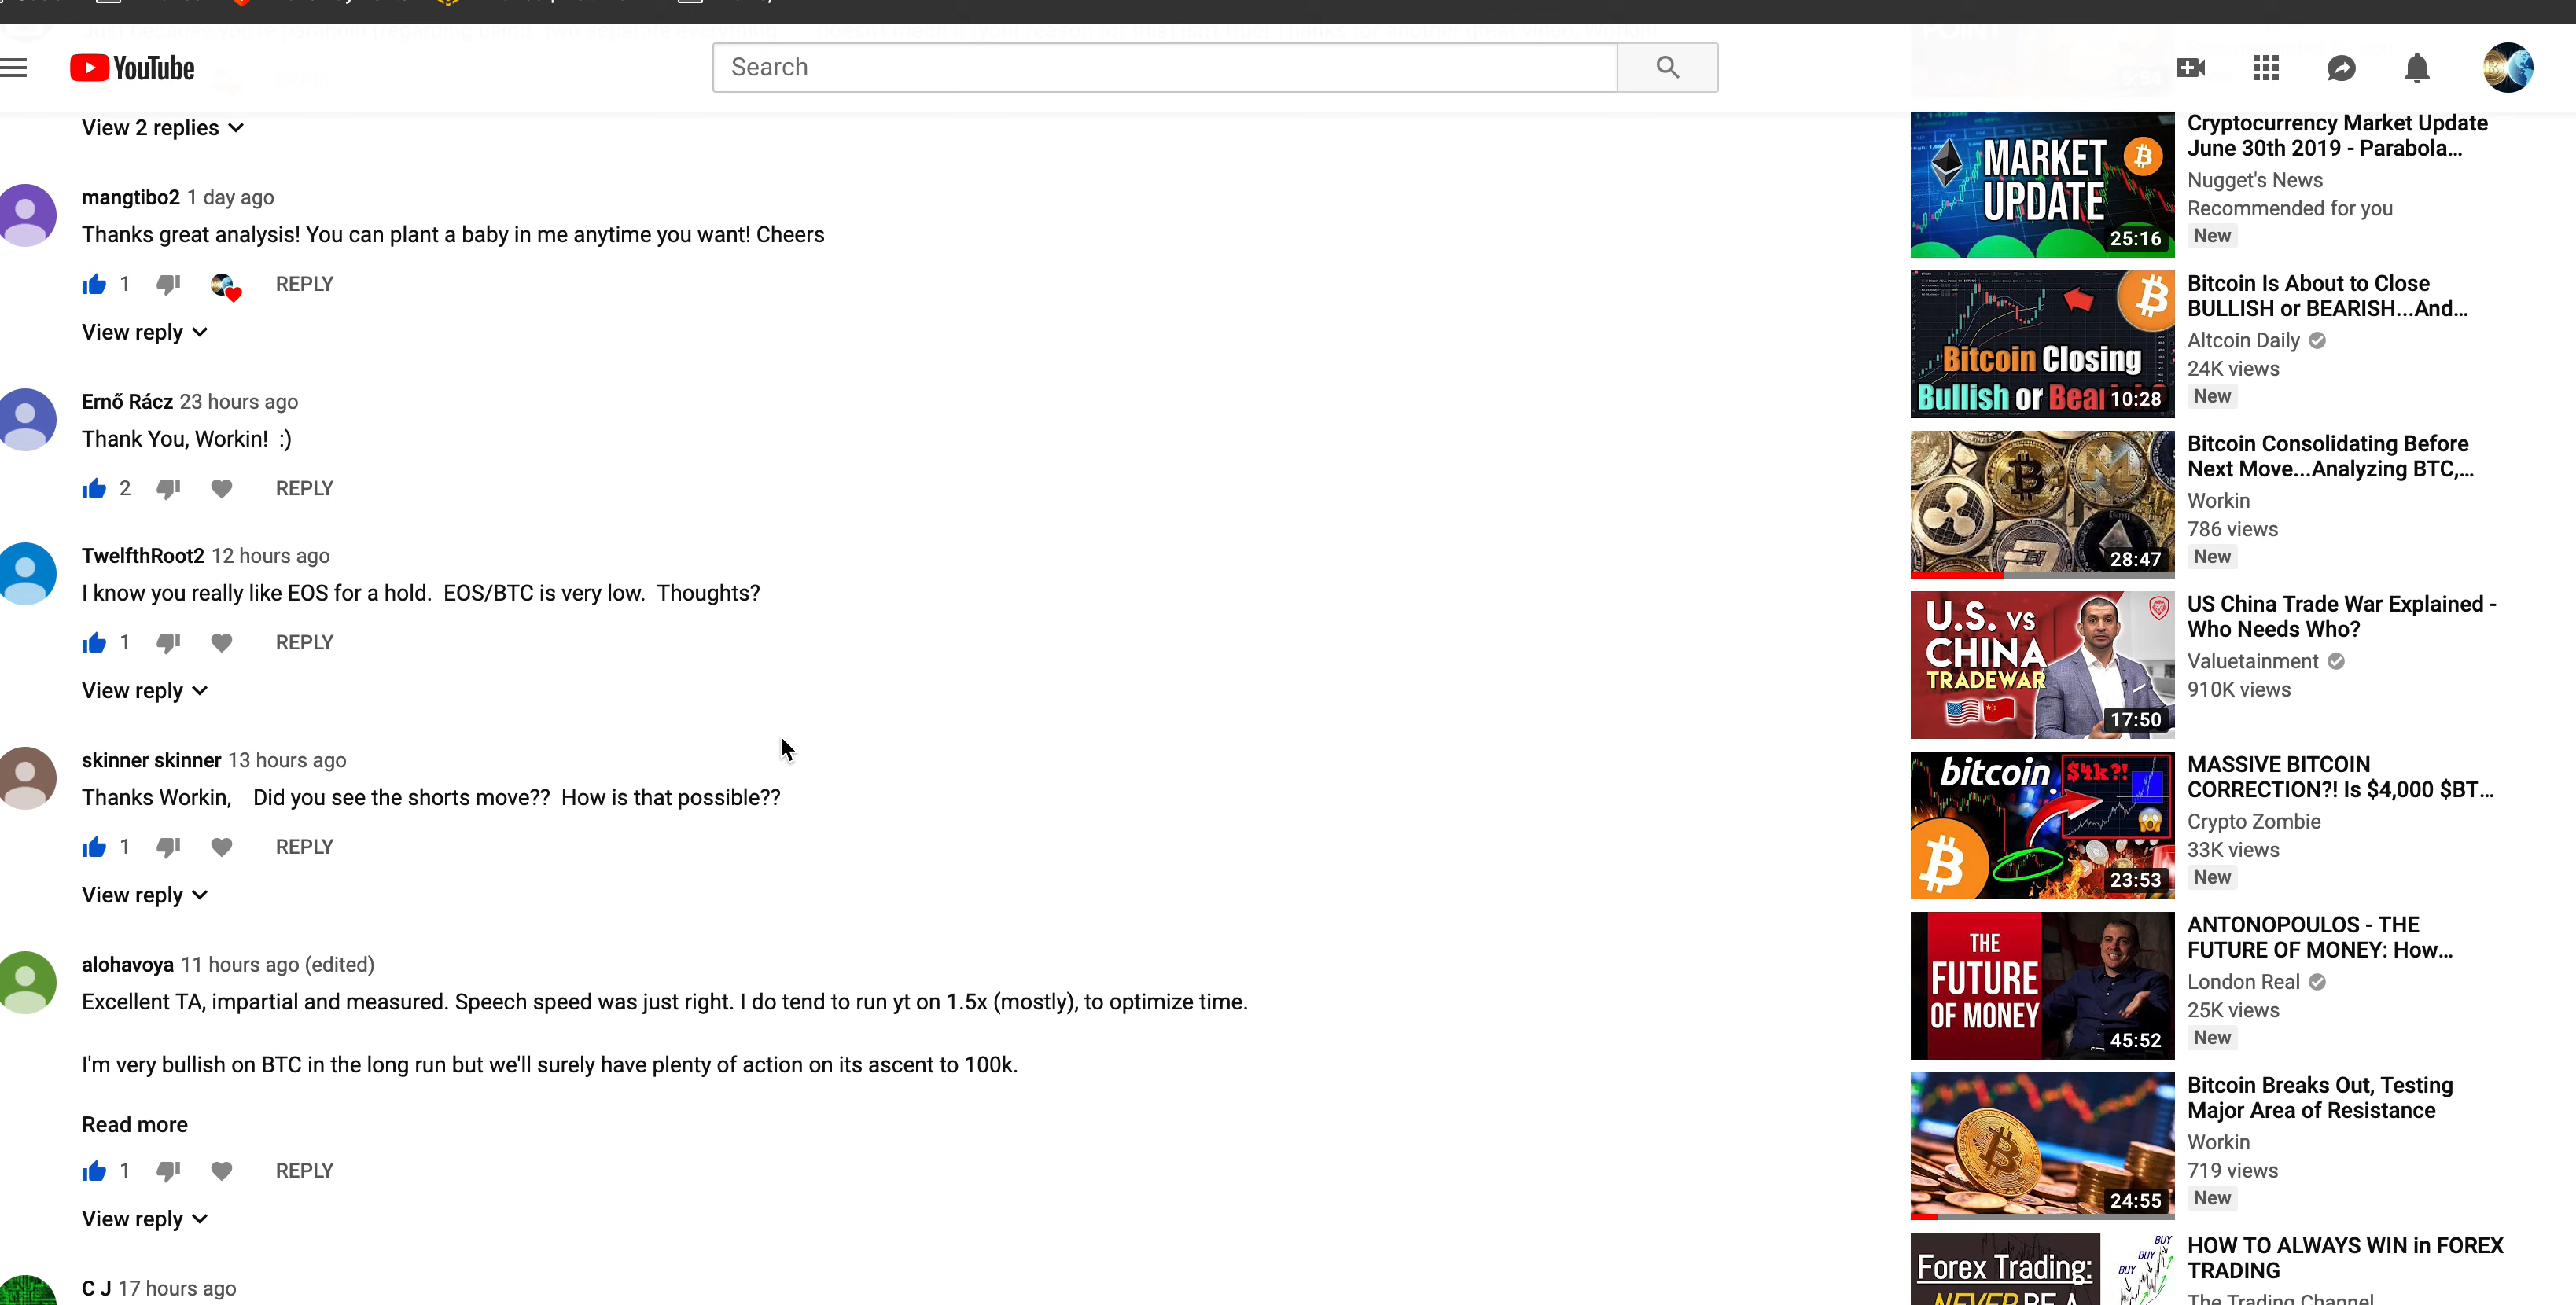 YouTube
Search
View 2 replies
mangtibo2 1 day ago
Thanks great analysis! You can plant a baby in me anytime you want! Cheers
1 REPLY
View reply
Ernő Rácz 23 hours ago
Thank You, Workin!  :)
2 REPLY
TwelfthRoot2 12 hours ago
I know you really like EOS for a hold.  EOS/BTC is very low.  Thoughts?
1 REPLY
View reply
skinner skinner 13 hours ago
Thanks Workin,    Did you see the shorts move??  How is that possible??
1 REPLY
View reply
alohavoya 11 hours ago (edited)
Excellent TA, impartial and measured. Speech speed was just right. I do tend to run yt on 1.5x (mostly), to optimize time.
I'm very bullish on BTC in the long run but we'll surely have plenty of action on its ascent to 100k.
Read more
1 REPLY
View reply
C J 17 hours ago
MARKET
UPDATE
25:16
Cryptocurrency Market Update
June 30th 2019 - Parabola...
Nugget's News
Recommended for you
New
Bitcoin Closing
Bullish or Bear
10:28
Bitcoin Is About to Close
BULLISH or BEARISH...And...
Altcoin Daily
24K views
New
28:47
Bitcoin Consolidating Before
Next Move...Analyzing BTC,...
Workin
786 views
New
U.S. VS
CHINA
TRADEWAR
17:50
US China Trade War Explained -
Who Needs Who?
Valuetainment
910K views
bitcoin.
$4k?!
23:53
MASSIVE BITCOIN
CORRECTION?! Is $4,000 $BT...
Crypto Zombie
33K views
New
THE
FUTURE
OF MONEY
45:52
ANTONOPOULOS - THE
FUTURE OF MONEY: How...
London Real
25K views
New
24:55
Bitcoin Breaks Out, Testing
Major Area of Resistance
Workin
719 views
New
Forex Trading:
NEVER BE A
BUY
BUY
BUY
HOW TO ALWAYS WIN in FOREX
TRADING
The Trading Channel